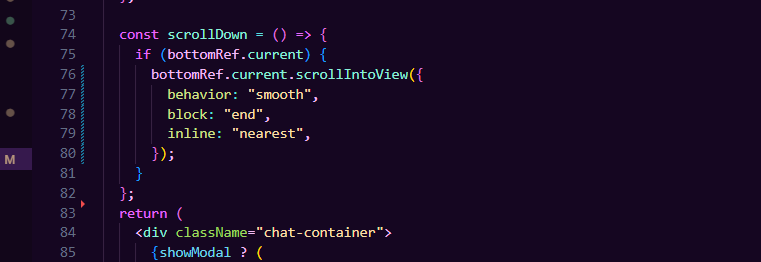 73
74 const scrollDown = () => {
75 if (bottomRef.current) {
76 bottomRef.current.scrollIntoView({
77 behavior: "smooth",
78 block: "end",
79 inline: "nearest",
80 });
M
81 }
82 };
83 return (
84 <div className="chat-container">
85 {showModal ? (